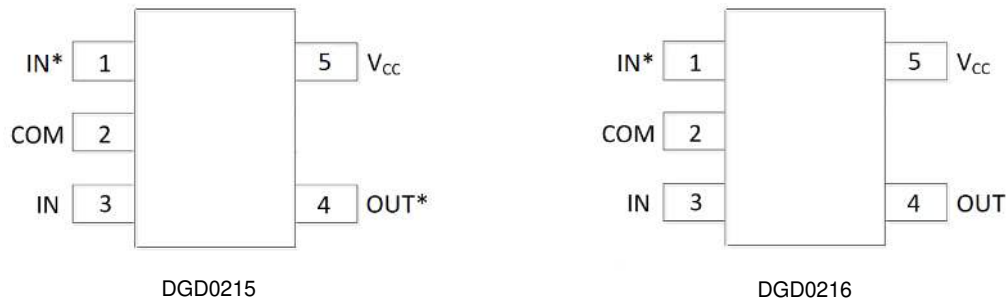 IN* 1 5 VCC
COM 2
IN 3 4 OUT*
DGD0215
IN* 1 5 VCC
COM 2
IN 3 4 OUT
DGD0216